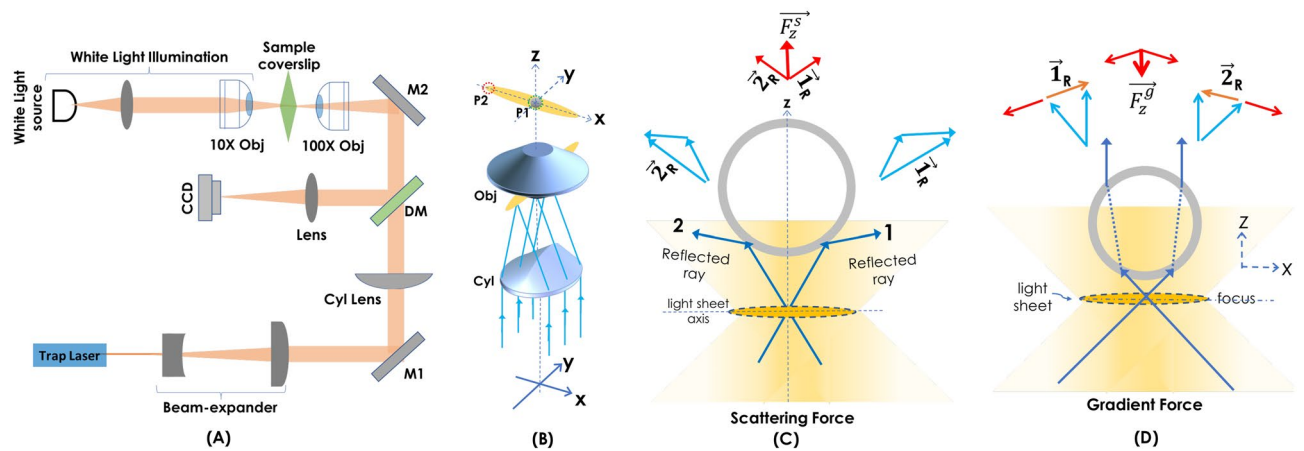 White Light Illumination
White Light
source
10X Obj
Sample
coverslip
100X Obj
M2
CCD
Lens
DM
Cyl Lens
Trap Laser
Beam-expander
M1
(A)
z
y
P2
P1
x
Obj
Cyl
y
x
(B)
F_z^s
2_R
1_R
z
2_R
1_R
2
1
Reflected
ray
Reflected
ray
light sheet
axis
Scattering Force
(C)
1_R
F_z^g
2_R
Z
X
light
sheet
focus
Gradient Force
(D)